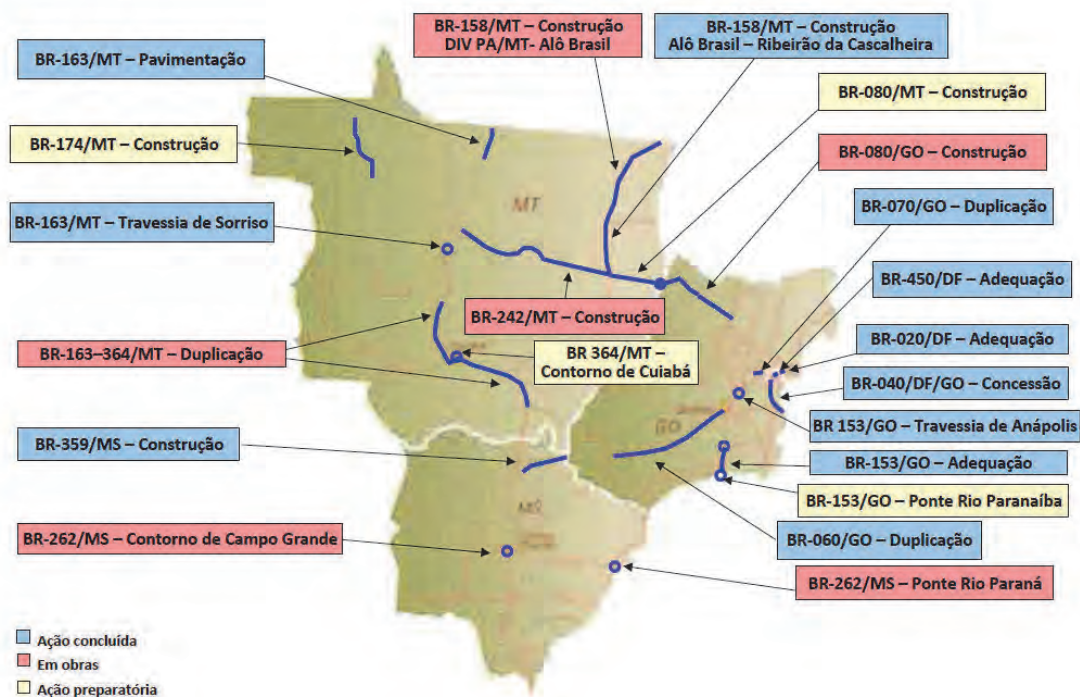 BR-158/MT – Construção
DIV PA/MT- Alô Brasil
BR-158/MT – Construção
Alô Brasil – Ribeirão da Cascalheira
BR-163/MT – Pavimentação
BR-080/MT – Construção
BR-174/MT – Construção
BR-080/GO – Construção
MT
BR-070/GO – Duplicação
BR-163/MT – Travessia de Sorriso
BR-450/DF – Adequação
BR-242/MT – Construção
BR-020/DF – Adequação
BR-163–364/MT – Duplicação
BR 364/MT –
Contorno de Cuiabá
BR-040/DF/GO – Concessão
GO
BR 153/GO – Travessia de Anápolis
BR-359/MS – Construção
BR-153/GO – Adequação
BR-153/GO – Ponte Rio Paranaíba
MS
BR-262/MS – Contorno de Campo Grande
BR-060/GO – Duplicação
BR-262/MS – Ponte Rio Paraná
Ação concluída
Em obras
Ação preparatória